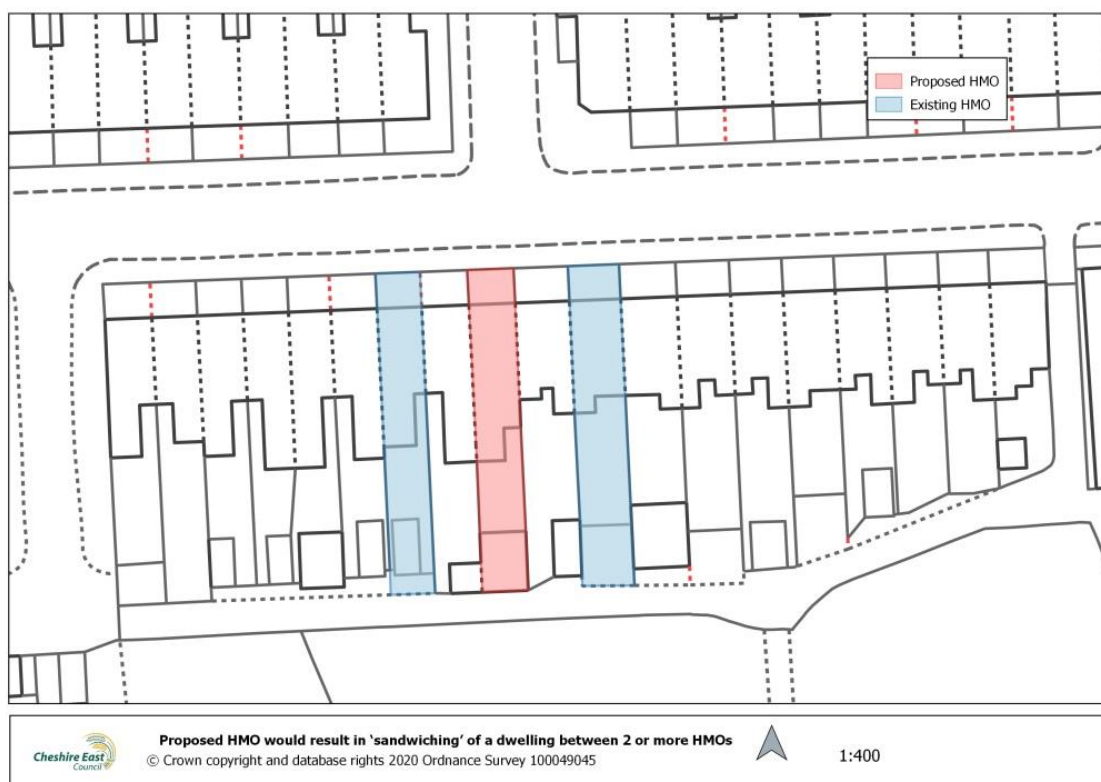 Proposed HMO
Existing HMO
Cheshire East
Council
Proposed HMO would result in ‘sandwiching’ of a dwelling between 2 or more HMOs
© Crown copyright and database rights 2020 Ordnance Survey 100049045
1:400